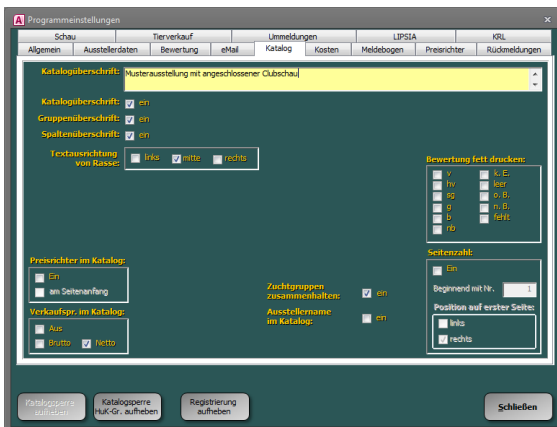 Programmeinstellungen
Schau Tierverkauf Ummeldungen LIPSIA KRL
Allgemein Ausstellerdaten Bewertung eMail Katalog Kosten Meldebogen Preisrichter Rückmeldungen
Katalogüberschrift: Musterausstellung mit angeschlossener Clubschau
Katalogüberschrift: ein
Gruppenüberschrift: ein
Spaltenüberschrift: ein
Textausrichtung
von Rasse: links mitte rechts
Bewertung fett drucken:
v k. E.
hv leer
sg o. B.
g n. B.
b fehlt
nb
Preisrichter im Katalog:
Ein
am Seitenanfang
Zuchtgruppen
zusammenhalten: ein
Ausstellername
im Katalog: ein
Seitenzahl:
Ein
Beginnend mit Nr. 1
Position auf erster Seite:
links
rechts
Verkaufspr. im Katalog:
Aus
Brutto Netto
Katalogsperre
aufheben
Katalogsperre
HuK-Gr. aufheben
Registrierung
aufheben
Schließen